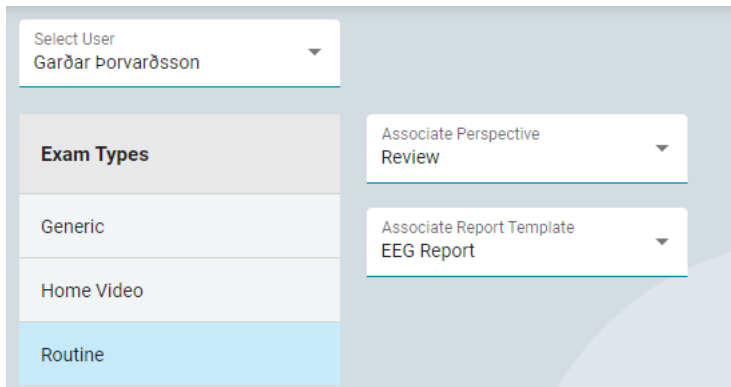 Select User
Garðar Þorvarðsson
Exam Types
Generic
Home Video
Routine
Associate Perspective
Review
Associate Report Template
EEG Report